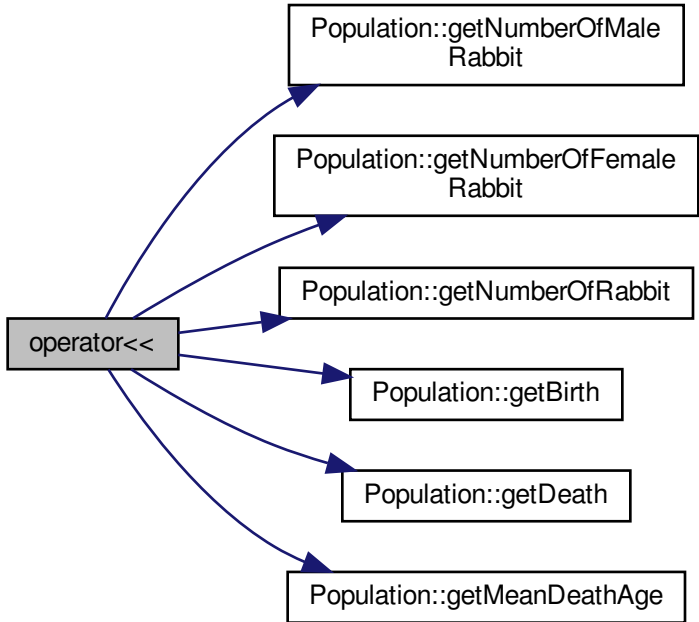 Population::getNumberOfMale
Rabbit
Population::getNumberOfFemale
Rabbit
Population::getNumberOfRabbit
operator<<
Population::getBirth
Population::getDeath
Population::getMeanDeathAge